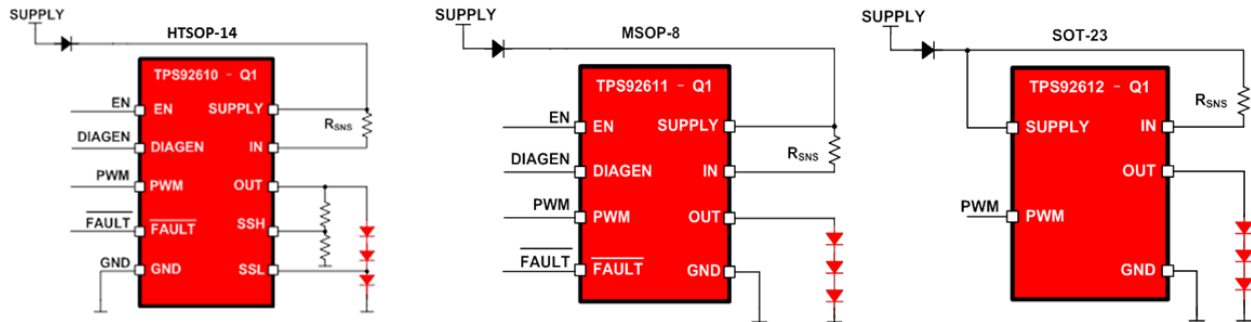 SUPPLY
HTSOP-14
TPS92610 - Q1
EN
EN
SUPPLY
RSNS
DIAGEN
DIAGEN
IN
PWM
PWM
OUT
FAULT
FAULT
SSH
GND
GND
SSL
SUPPLY
MSOP-8
TPS92611 - Q1
EN
EN
SUPPLY
DIAGEN
DIAGEN
IN
RSNS
PWM
PWM
OUT
FAULT
FAULT
GND
SUPPLY
SOT-23
TPS92612 - Q1
RSNS
SUPPLY
IN
OUT
PWM
PWM
GND